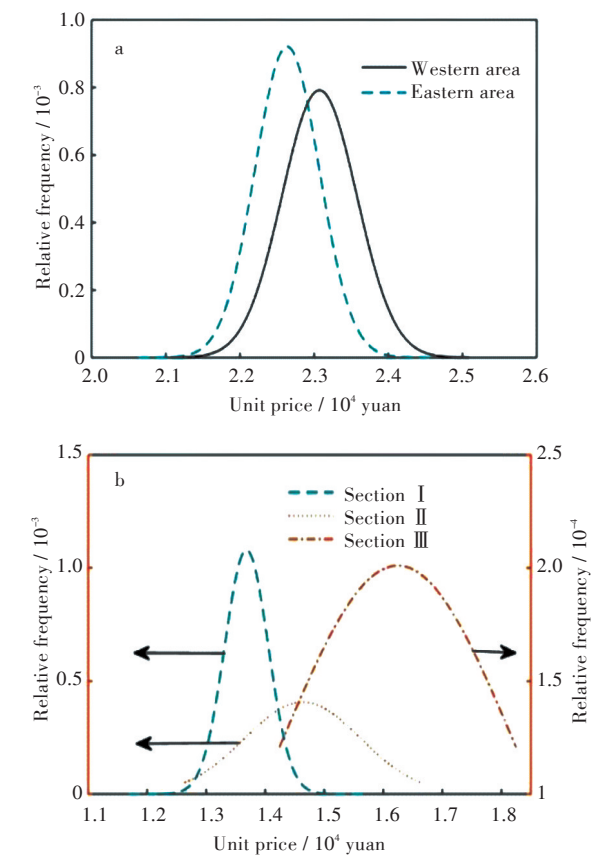 a
Western area
Eastern area
Relative frequency / 10⁻³
1.0
0.8
0.6
0.4
0.2
0
2.0 2.1 2.2 2.3 2.4 2.5 2.6
Unit price / 10⁴ yuan
b
Section Ⅰ
Section Ⅱ
Section Ⅲ
Relative frequency / 10⁻³
1.5
1.0
0.5
0
2.5
2.0
1.5
1
Relative frequency / 10⁻⁴
1.1 1.2 1.3 1.4 1.5 1.6 1.7 1.8
Unit price / 10⁴ yuan